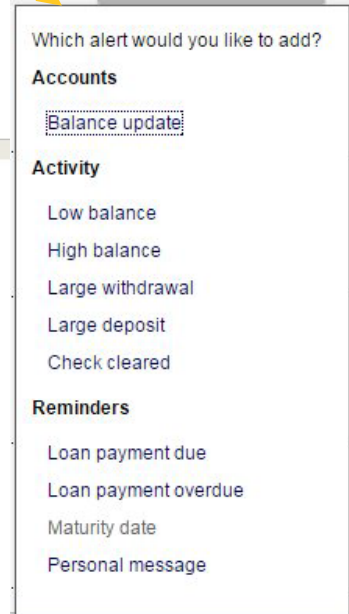 Which alert would you like to add?
Accounts
Balance update
Activity
Low balance
High balance
Large withdrawal
Large deposit
Check cleared
Reminders
Loan payment due
Loan payment overdue
Maturity date
Personal message